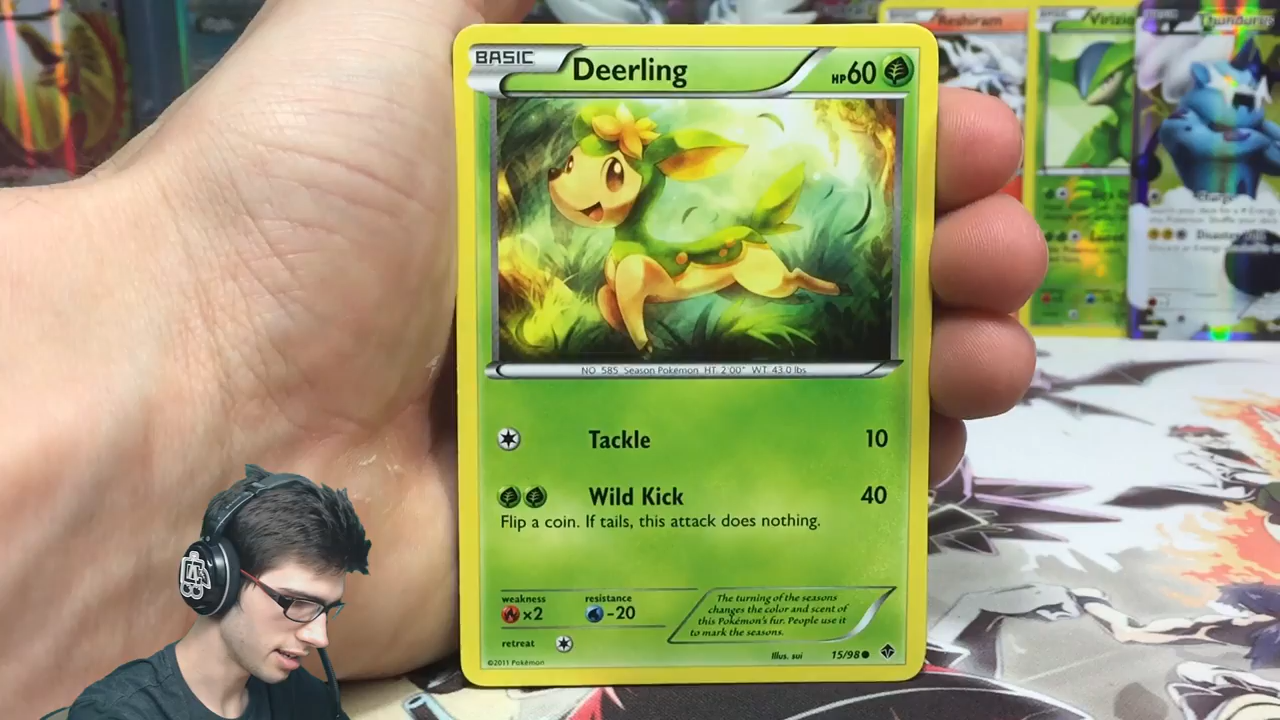 BASIC
Deerling
HP60
NO. 585 Season Pokémon HT. 2'00" WT. 43.0 lbs
Tackle 10
Wild Kick 40
Flip a coin. If tails, this attack does nothing.
weakness
×2
resistance
-20
retreat
The turning of the seasons
changes the color and scent of
this Pokémon's fur. People use it
to mark the seasons.
©2011 Pokémon
Illus. sui
15/98
Reshiram
BASIC
Virizio
Thundurus